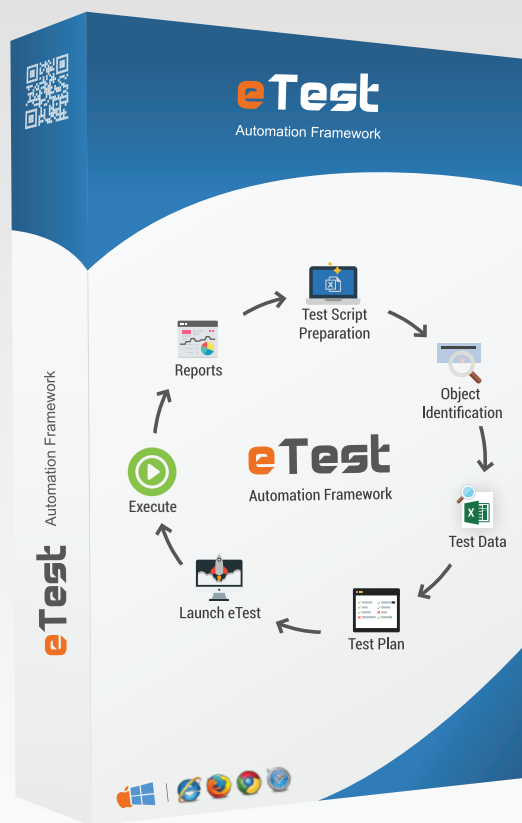 eTest
Automation Framework
Test Script
Preparation
Object
Identification
Test Data
Test Plan
Launch eTest
Execute
Reports
eTest
Automation Framework
eTest Automation Framework